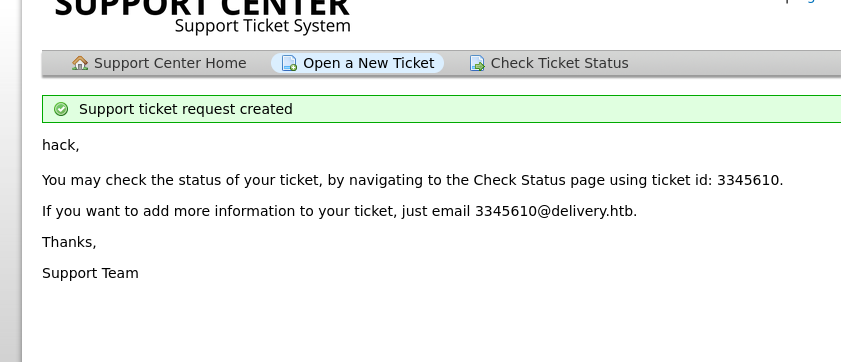 SUPPORT CENTER
Support Ticket System
Support Center Home Open a New Ticket Check Ticket Status
Support ticket request created
hack,
You may check the status of your ticket, by navigating to the Check Status page using ticket id: 3345610.
If you want to add more information to your ticket, just email 3345610@delivery.htb.
Thanks,
Support Team